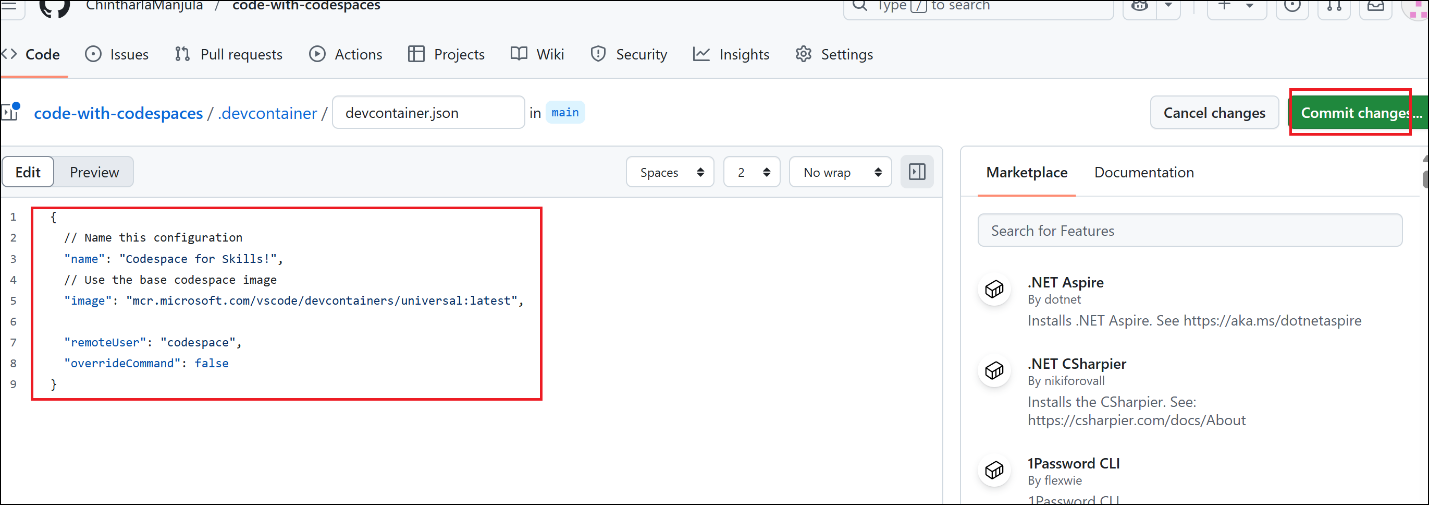 ChintharlaManjula / code-with-codespaces
Type / to search
Code
Issues
Pull requests
Actions
Projects
Wiki
Security
Insights
Settings
code-with-codespaces / .devcontainer / devcontainer.json in main
Cancel changes
Commit changes...
Edit
Preview
Spaces
2
No wrap
1 {
2 // Name this configuration
3 "name": "Codespace for Skills!",
4 // Use the base codespace image
5 "image": "mcr.microsoft.com/vscode/devcontainers/universal:latest",
6
7 "remoteUser": "codespace",
8 "overrideCommand": false
9 }
Marketplace
Documentation
Search for Features
.NET Aspire
By dotnet
Installs .NET Aspire. See https://aka.ms/dotnetaspire
.NET CSharpier
By nikiforovall
Installs the CSharpier. See:
https://csharpier.com/docs/About
1Password CLI
By flexwie
1Password CLI